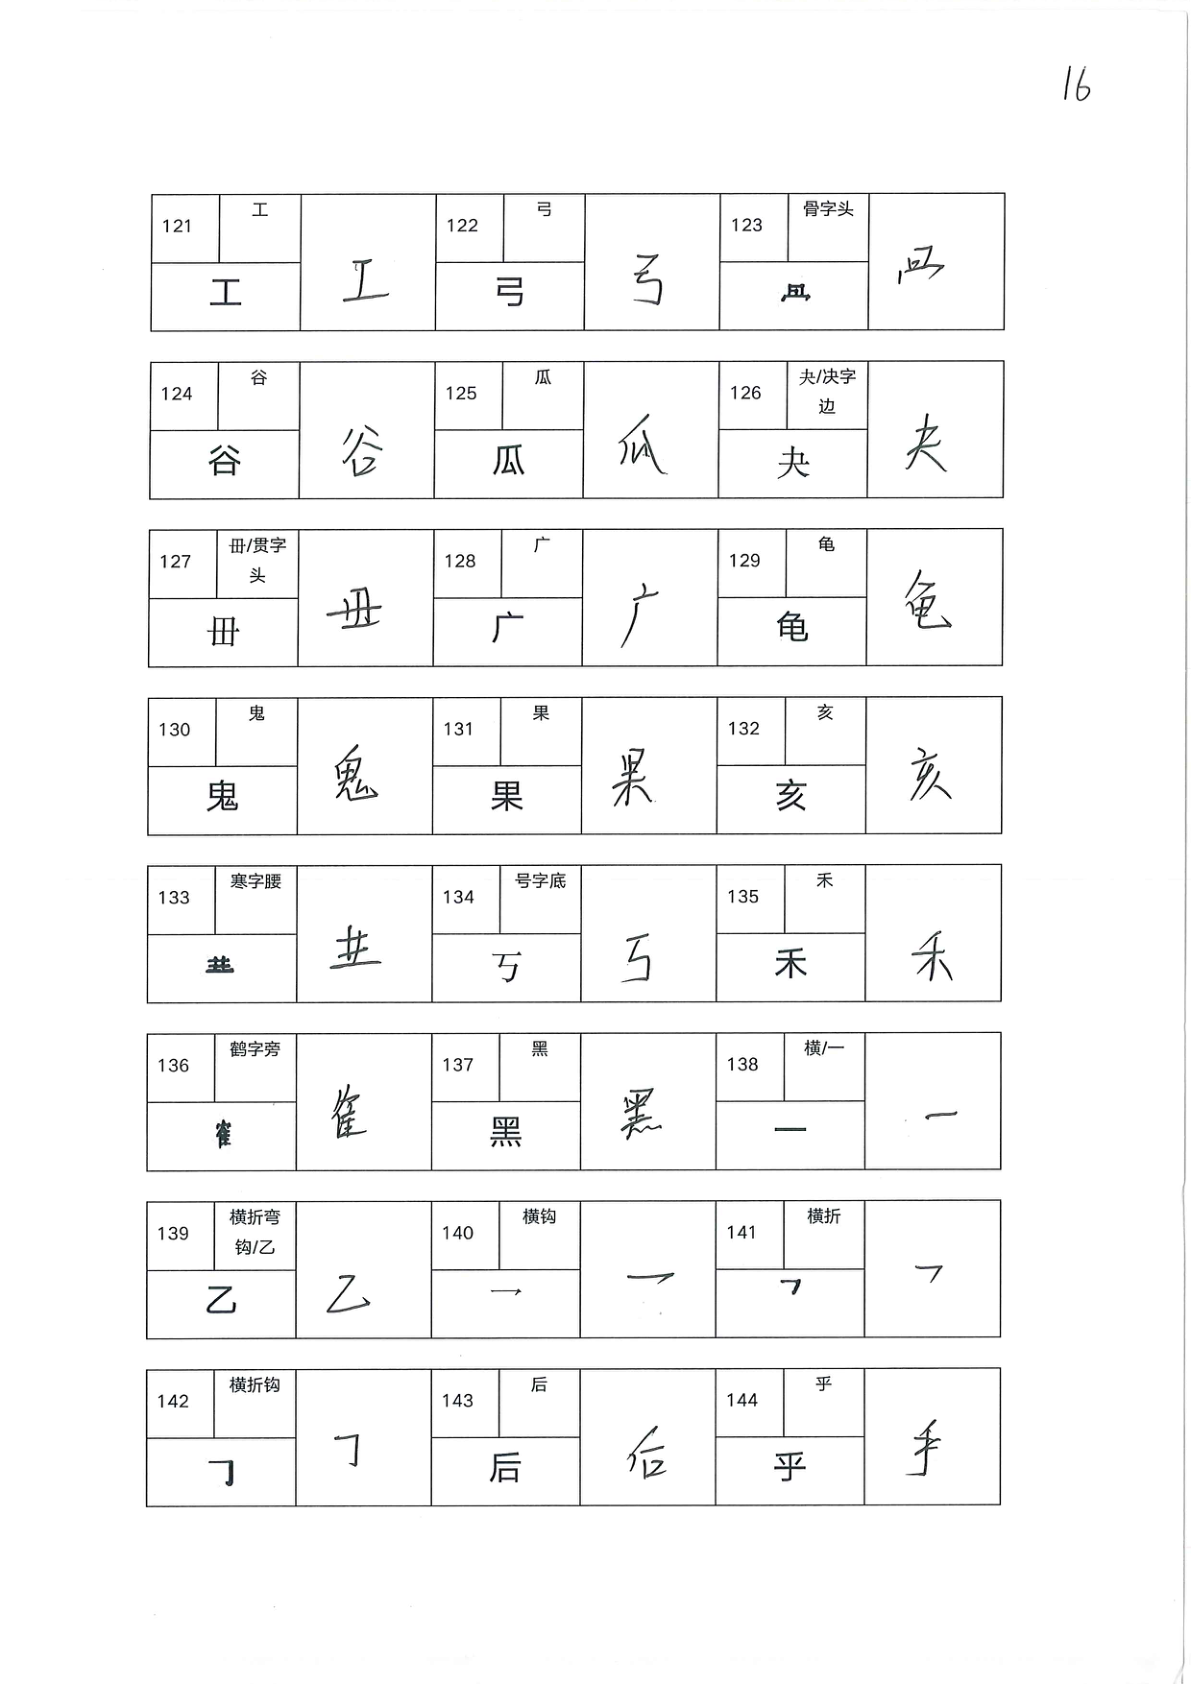 16
121 工 工 工 122 弓 弓 弓 123 骨字头
124 谷 谷 谷 125 瓜 瓜 瓜 126 夬/决字边 夬 夬
127 毌/贯字头 毌 毌 128 广 广 广 129 龟 龟 龟
130 鬼 鬼 鬼 131 果 果 果 132 亥 亥 亥
133 寒字腰 134 号字底 丂 丂 135 禾 禾 禾
136 鹤字旁 隺 隺 137 黑 黑 黑 138 横/一 一 一
139 横折弯钩/乙 乙 乙 140 横钩 乛 乛 141 横折 ㇇ ㇇
142 横折钩 ㇆ ㇆ 143 后 后 后 144 乎 乎 乎